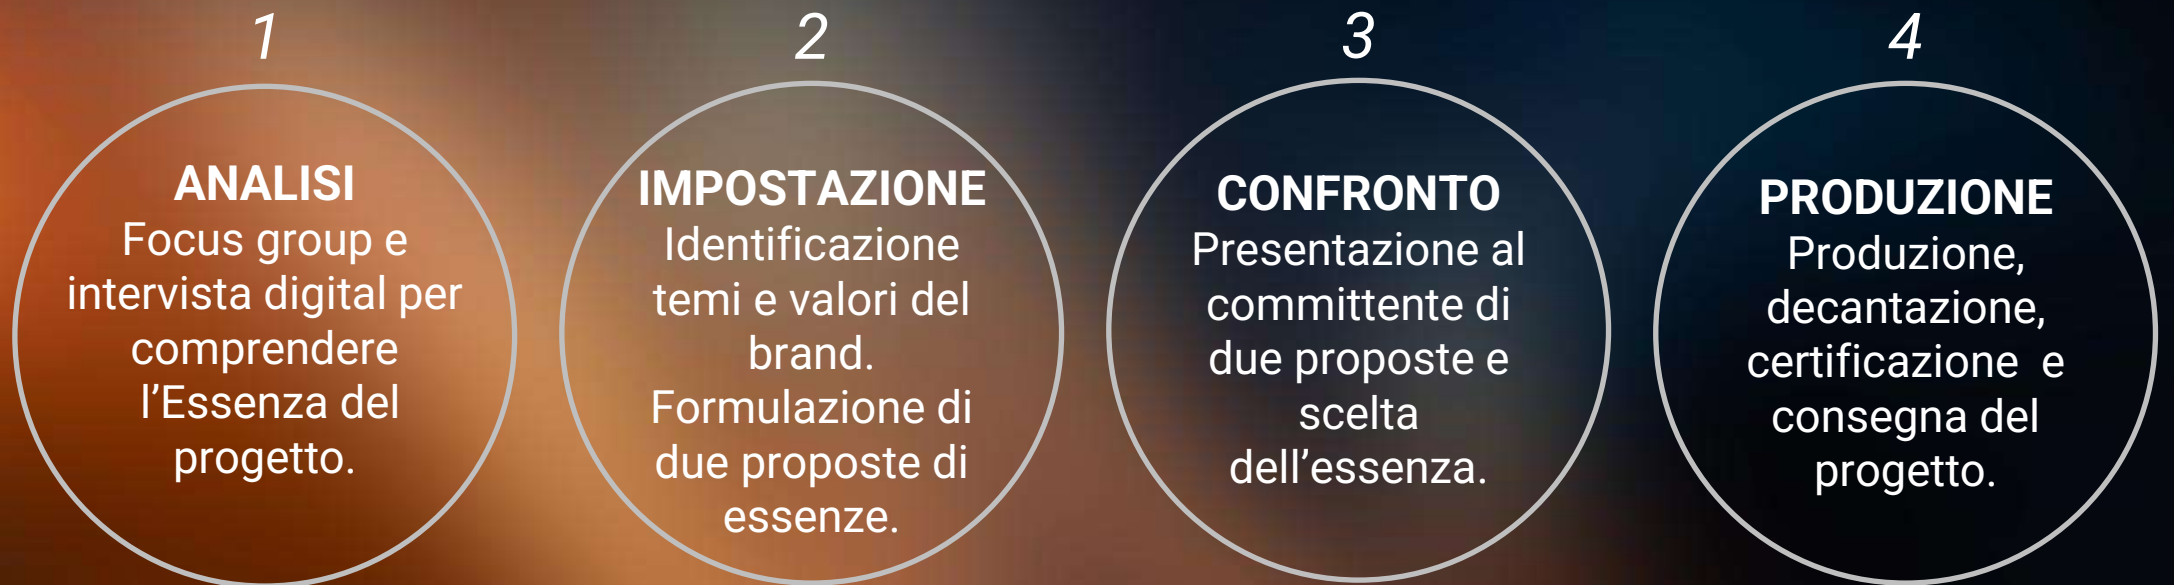 1
ANALISI
Focus group e
intervista digital per
comprendere
l’Essenza del
progetto.
2
IMPOSTAZIONE
Identificazione
temi e valori del
brand.
Formulazione di
due proposte di
essenze.
3
CONFRONTO
Presentazione al
committente di
due proposte e
scelta
dell’essenza.
4
PRODUZIONE
Produzione,
decantazione,
certificazione  e
consegna del
progetto.